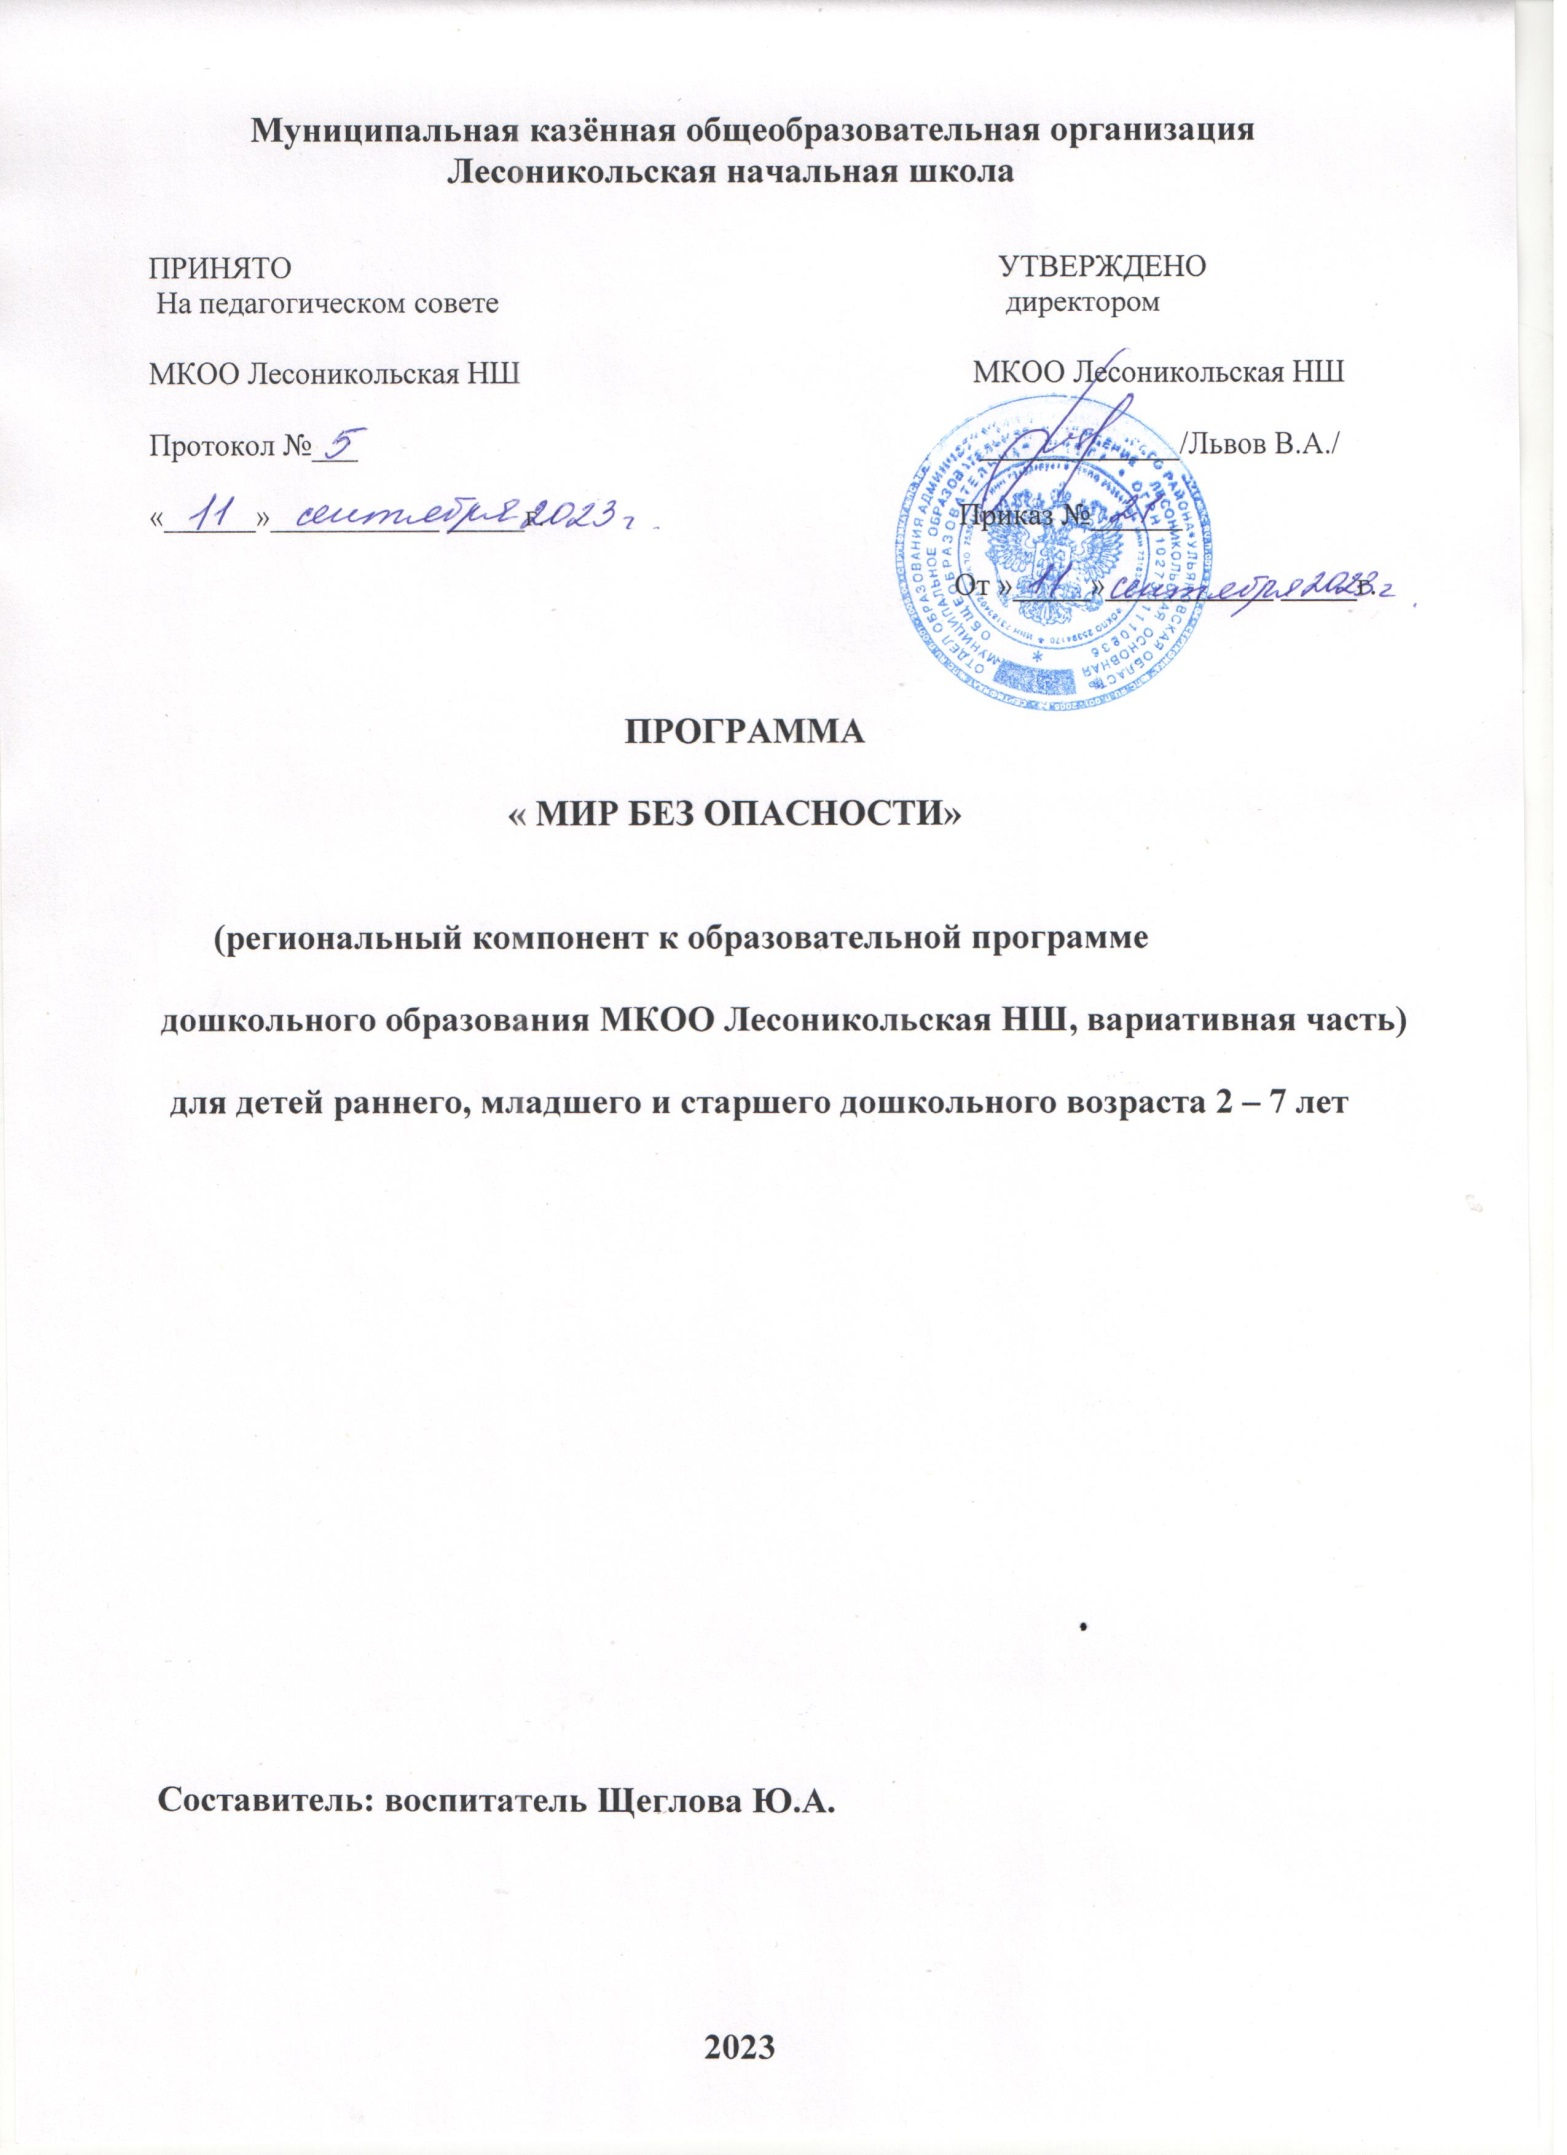 Муниципальная казённая общеобразовательная организация
Лесоникольская начальная школа
ПРИНЯТО
На педагогическом совете
МКОО Лесоникольская НШ
Протокол № 5
« 11 » сентября 2023 г
УТВЕРЖДЕНО
директором
МКОО Лесоникольская НШ
/Львов В.А./
Приказ №
От » 11 » сентября 2023 г
ПРОГРАММА
« МИР БЕЗ ОПАСНОСТИ»
(региональный компонент к образовательной программе
дошкольного образования МКОО Лесоникольская НШ, вариативная часть)
для детей раннего, младшего и старшего дошкольного возраста 2 – 7 лет
Составитель: воспитатель Щеглова Ю.А.
2023